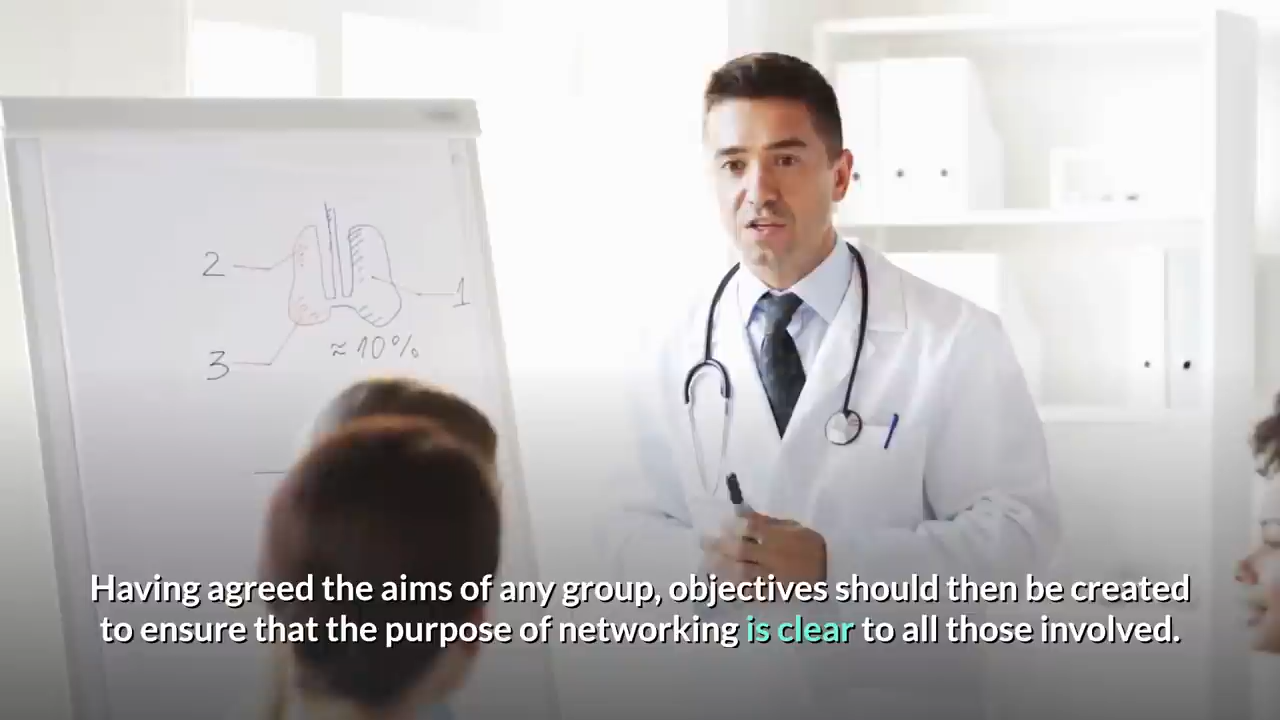 2
1
3
≈ 10%
Having agreed the aims of any group, objectives should then be created
to ensure that the purpose of networking is clear to all those involved.